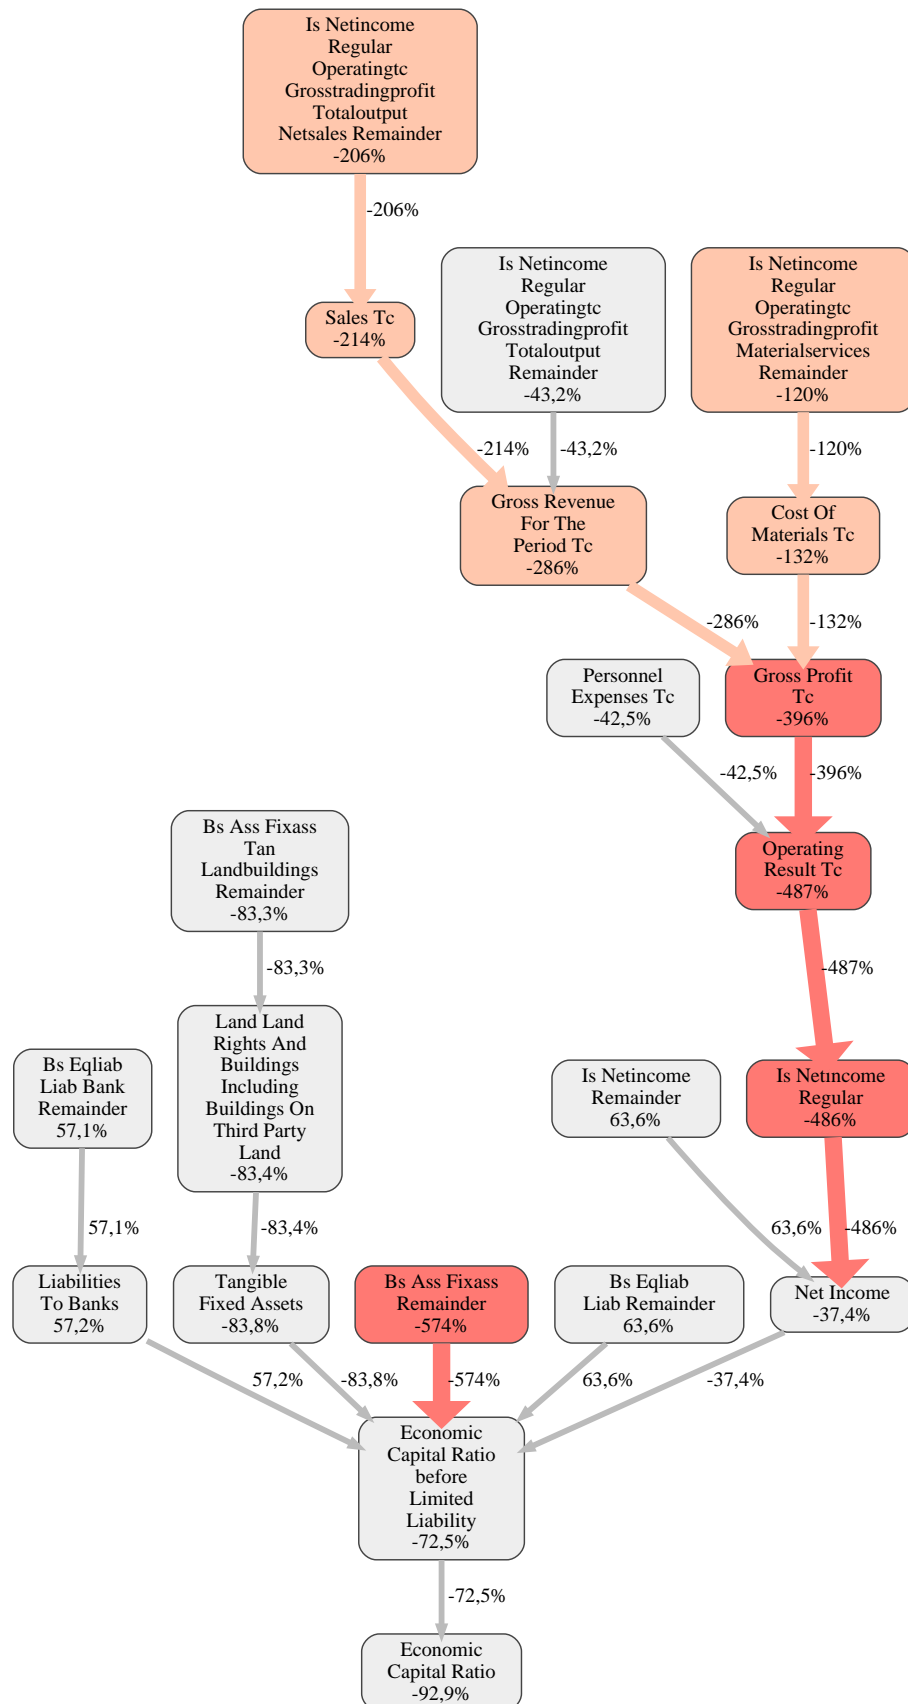 Is Netincome
Regular
Operatingtc
Grosstradingprofit
Totaloutput
Netsales Remainder
-206%
-206%
Is Netincome
Regular
Operatingtc
Grosstradingprofit
Totaloutput
Remainder
-43,2%
Is Netincome
Regular
Operatingtc
Grosstradingprofit
Materialservices
Remainder
-120%
Sales Tc
-214%
-214%
-43,2%
-120%
Gross Revenue
For The
Period Tc
-286%
Cost Of
Materials Tc
-132%
-286%
-132%
Personnel
Expenses Tc
-42,5%
Gross Profit
Tc
-396%
-42,5%
-396%
Bs Ass Fixass
Tan
Landbuildings
Remainder
-83,3%
Operating
Result Tc
-487%
-83,3%
-487%
Bs Eqliab
Liab Bank
Remainder
57,1%
Land Land
Rights And
Buildings
Including
Buildings On
Third Party
Land
-83,4%
Is Netincome
Remainder
63,6%
Is Netincome
Regular
-486%
57,1%
-83,4%
63,6%
-486%
Liabilities
To Banks
57,2%
Tangible
Fixed Assets
-83,8%
Bs Ass Fixass
Remainder
-574%
Bs Eqliab
Liab Remainder
63,6%
Net Income
-37,4%
57,2%
-83,8%
-574%
63,6%
-37,4%
Economic
Capital Ratio
before
Limited
Liability
-72,5%
-72,5%
Economic
Capital Ratio
-92,9%